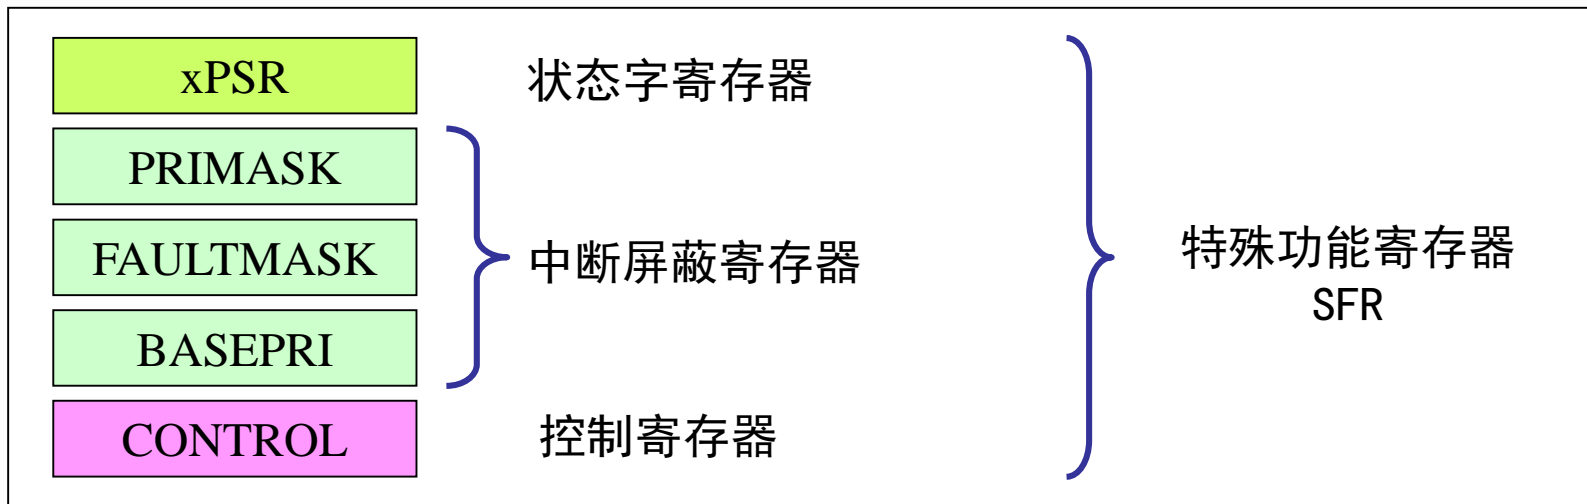 xPSR 状态字寄存器
PRIMASK
FAULTMASK 中断屏蔽寄存器
BASEPRI
CONTROL 控制寄存器
特殊功能寄存器
SFR